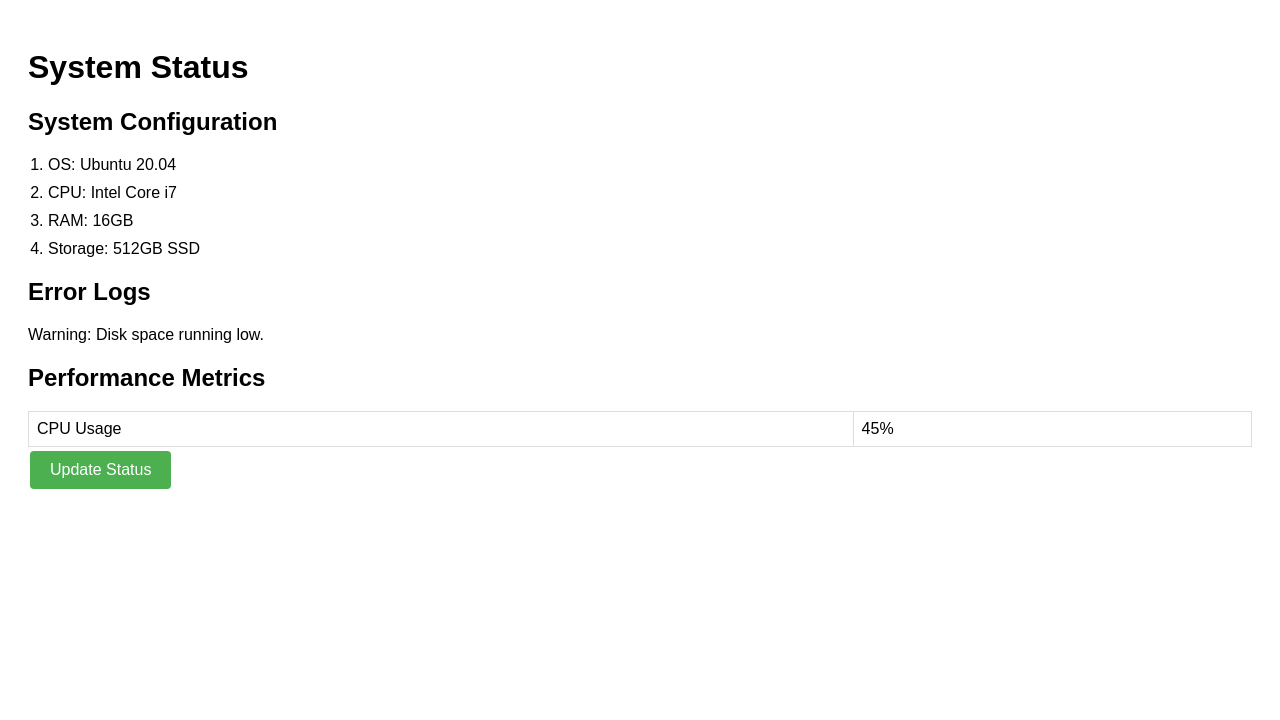 System Status
System Configuration
1. OS: Ubuntu 20.04
2. CPU: Intel Core i7
3. RAM: 16GB
4. Storage: 512GB SSD
Error Logs
Warning: Disk space running low.
Performance Metrics
CPU Usage 45%
Update Status